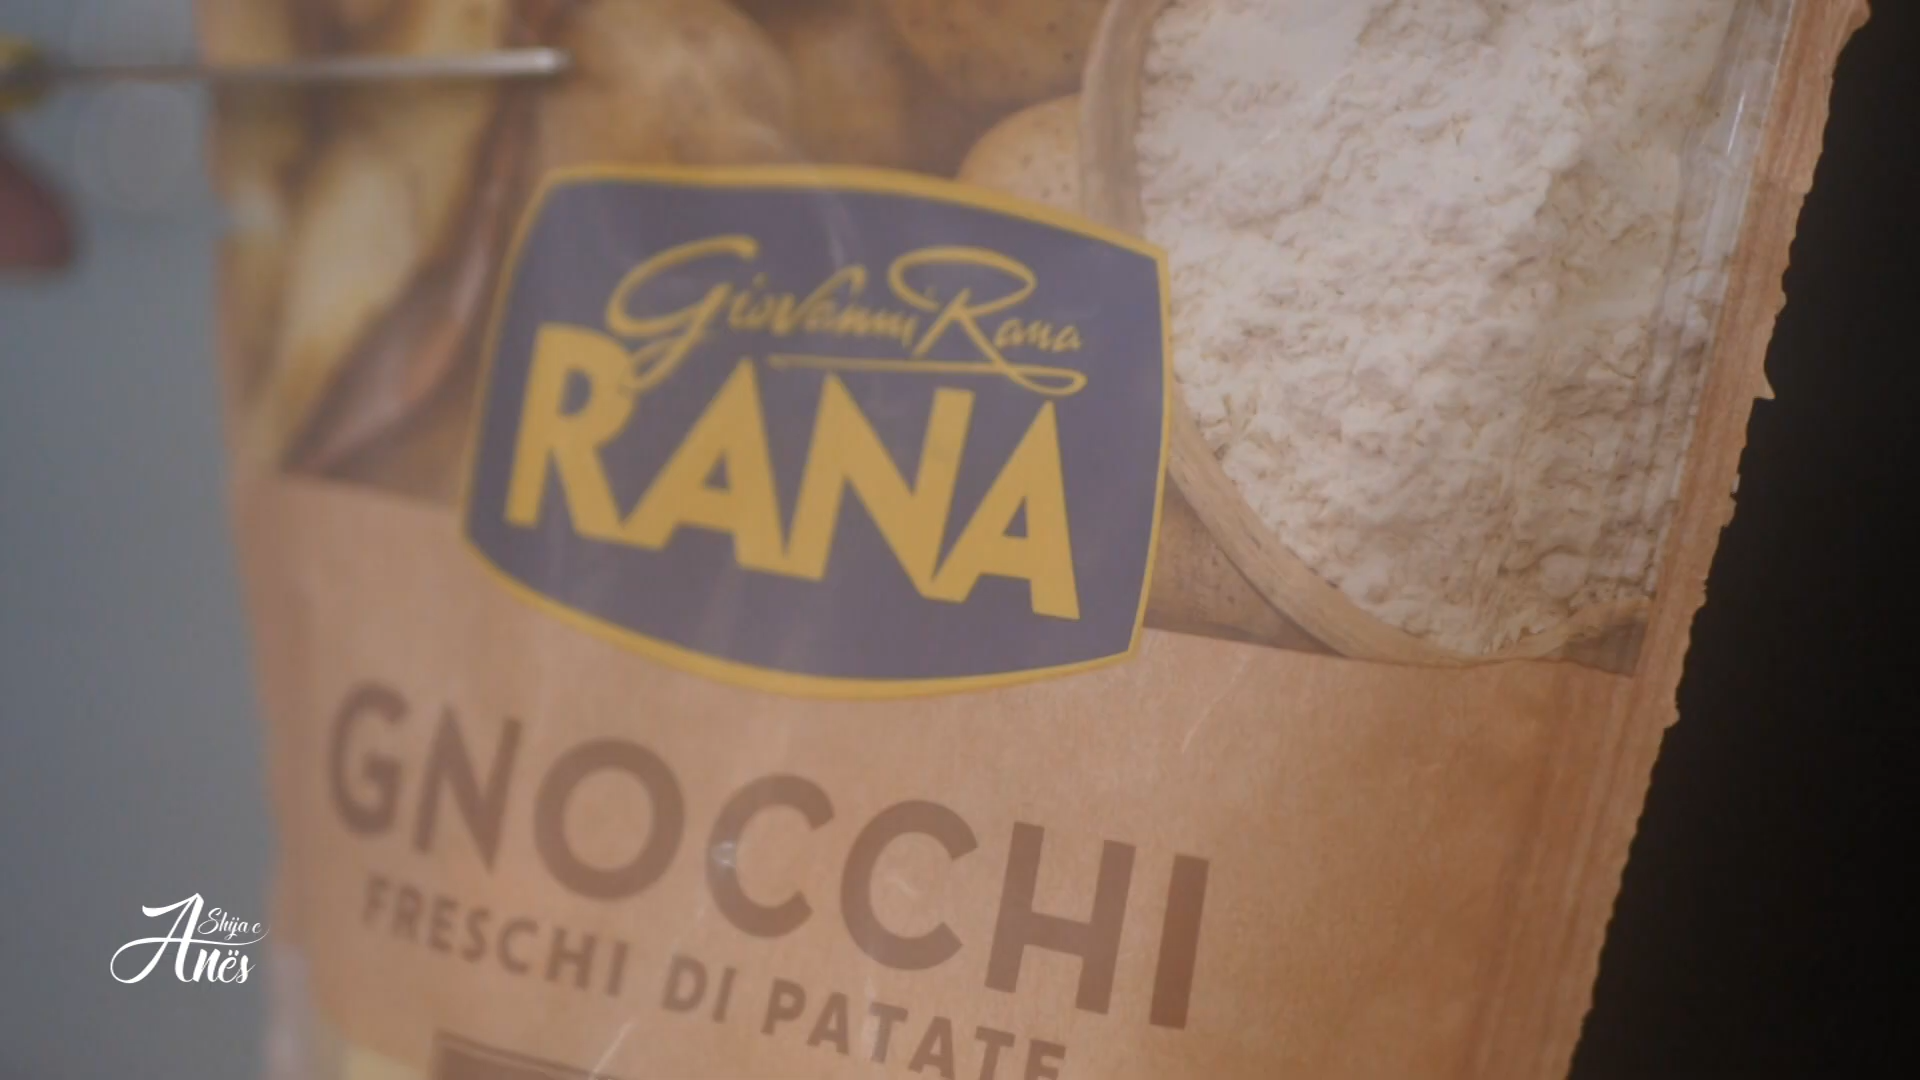 Giovanni Rana
RANA
GNOCCHI
FRESCHI DI PATATE
Shija e
Anës